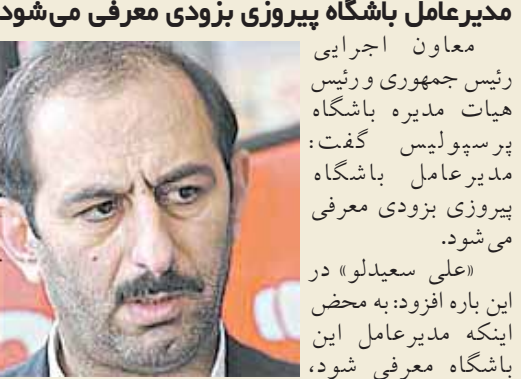 مدیرعامل باشگاه پیروزی بزودی معرفی می‌شود
معاون اجرایی
رئیس جمهوری و رئیس
هیات مدیره باشگاه
پرسپولیس گفت:
مدیرعامل باشگاه
پیروزی بزودی معرفی
می‌شود.
«علی سعیدلو» در
این باره افزود: به محض
اینکه مدیرعامل این
باشگاه معرفی شود،